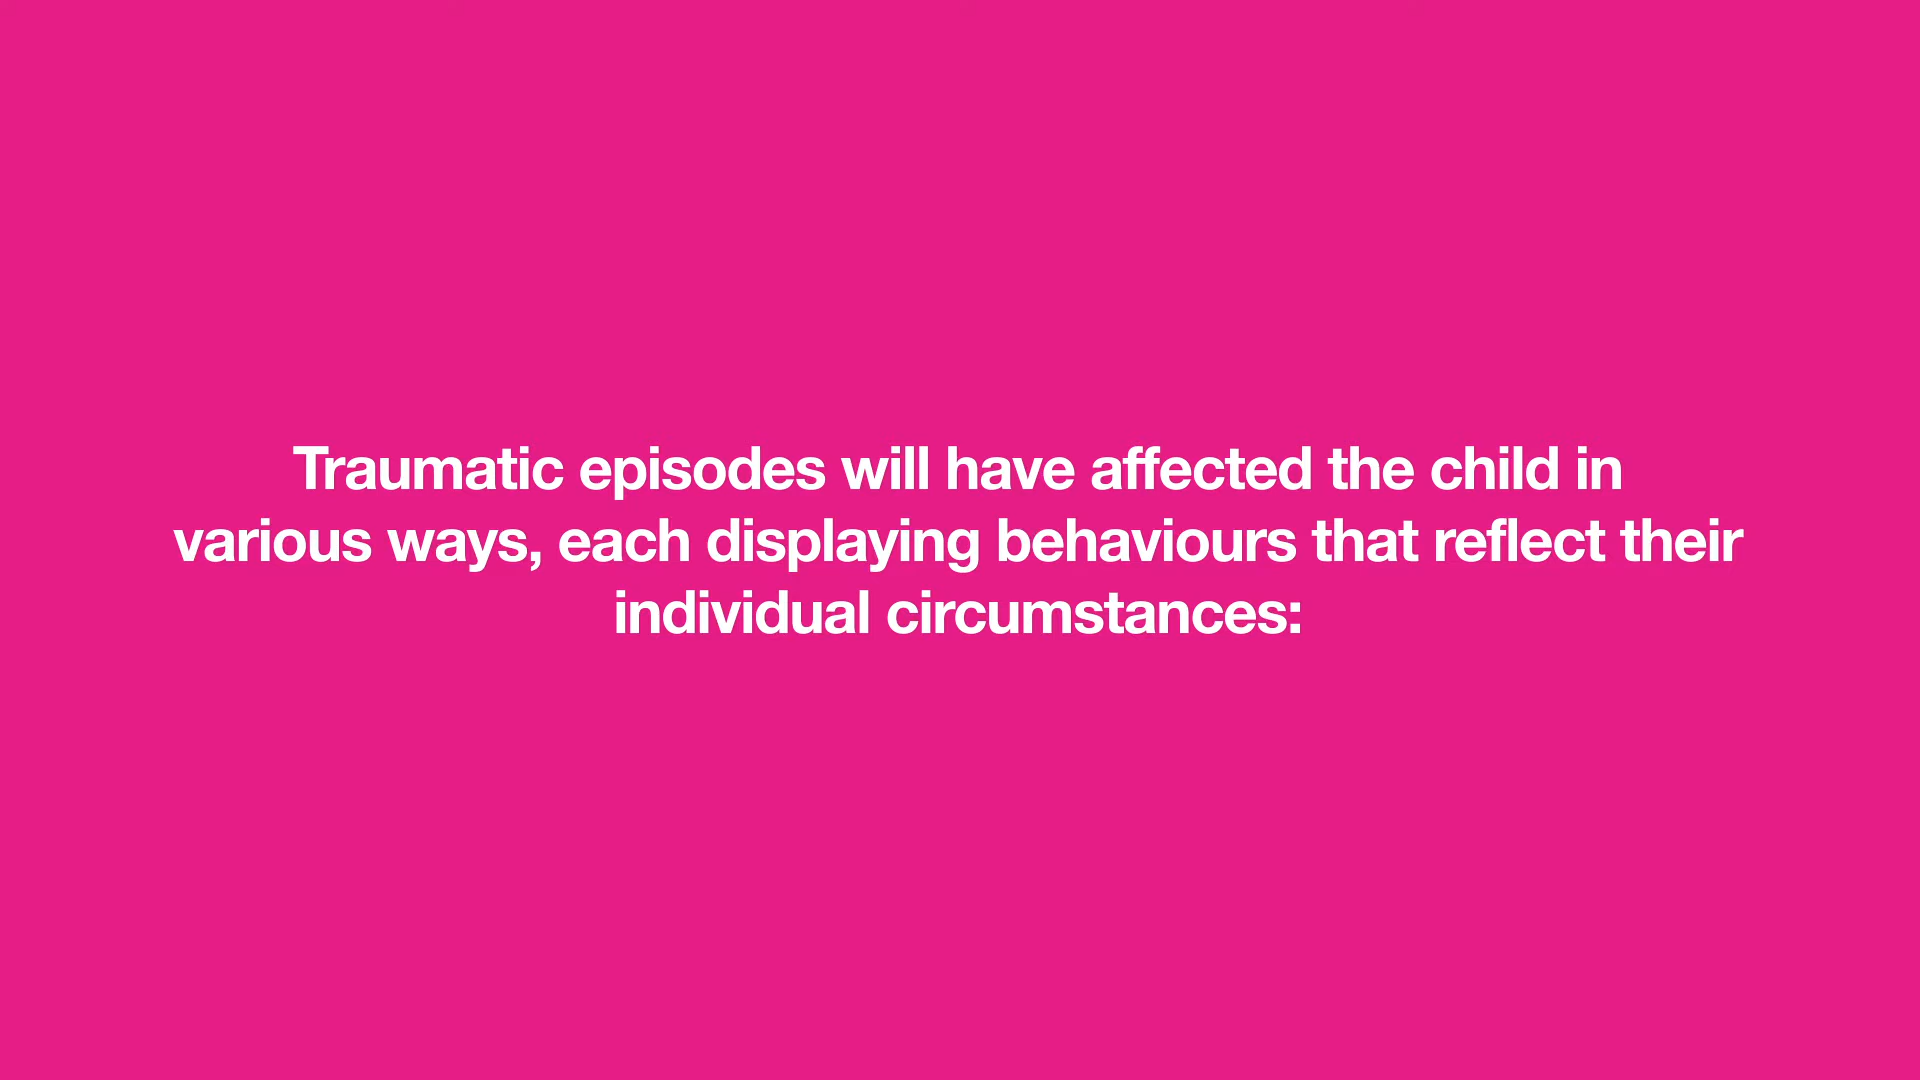 Traumatic episodes will have affected the child in
various ways, each displaying behaviours that reflect their
individual circumstances: